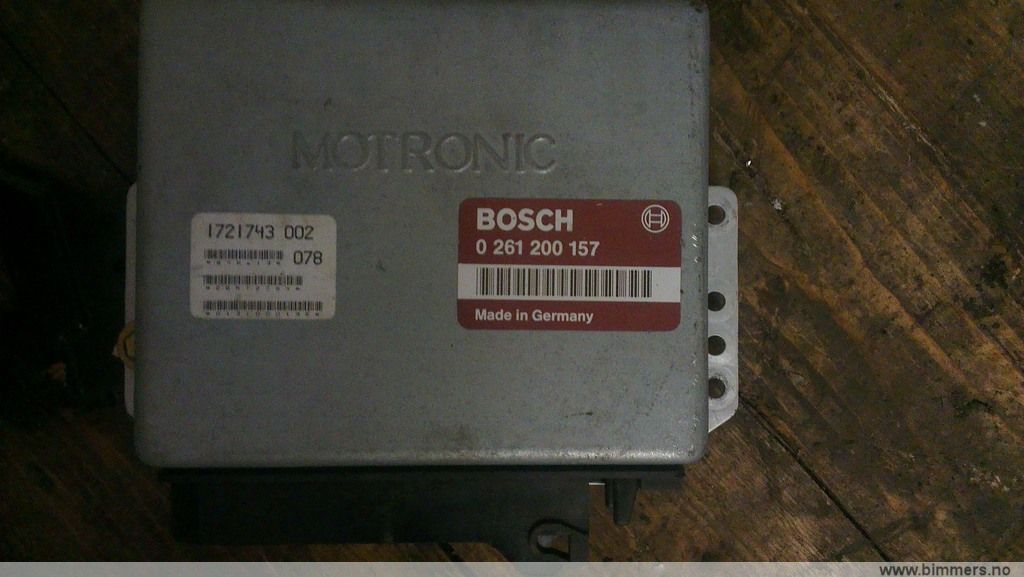 MOTRONIC
1721743 002
078
BOSCH
0 261 200 157
Made in Germany
www.bimmers.no